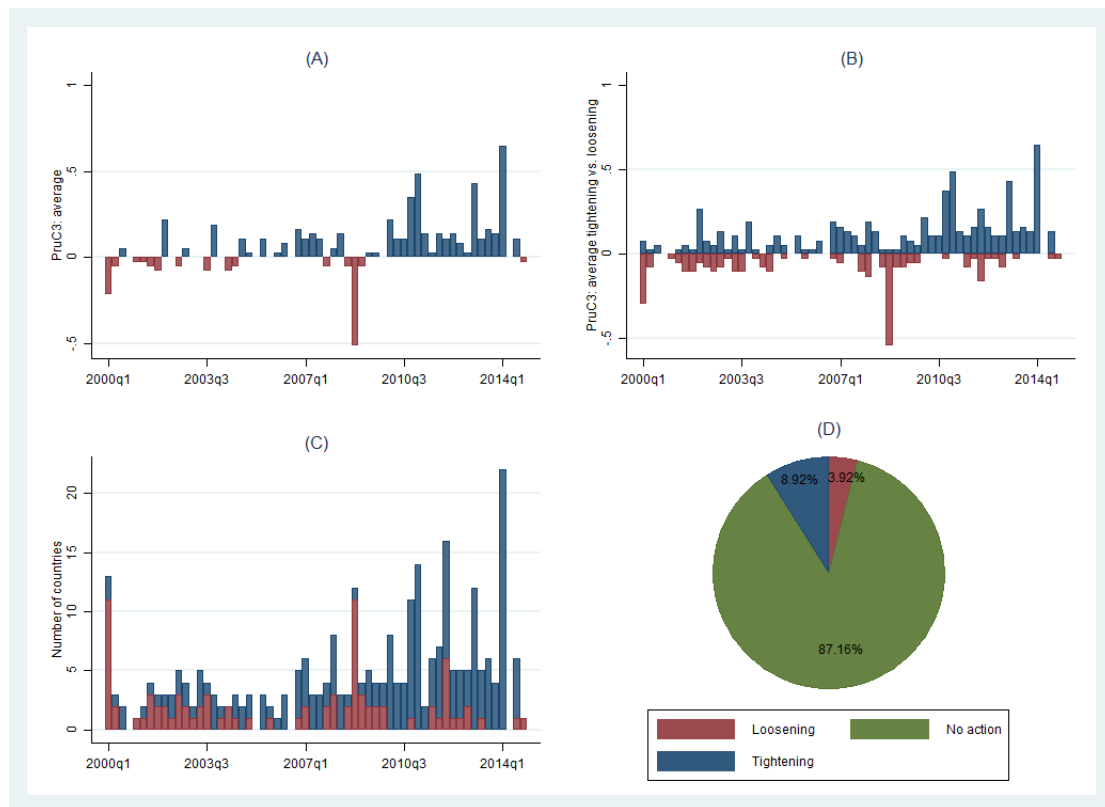 (A)
PruC3: average
1
.5
0
-.5
2000q1 2003q3 2007q1 2010q3 2014q1
(B)
PruC3: average tightening vs. loosening
1
.5
0
-.5
2000q1 2003q3 2007q1 2010q3 2014q1
(C)
Number of countries
20
15
10
5
0
2000q1 2003q3 2007q1 2010q3 2014q1
(D)
8.92% 3.92%
87.16%
Loosening No action
Tightening